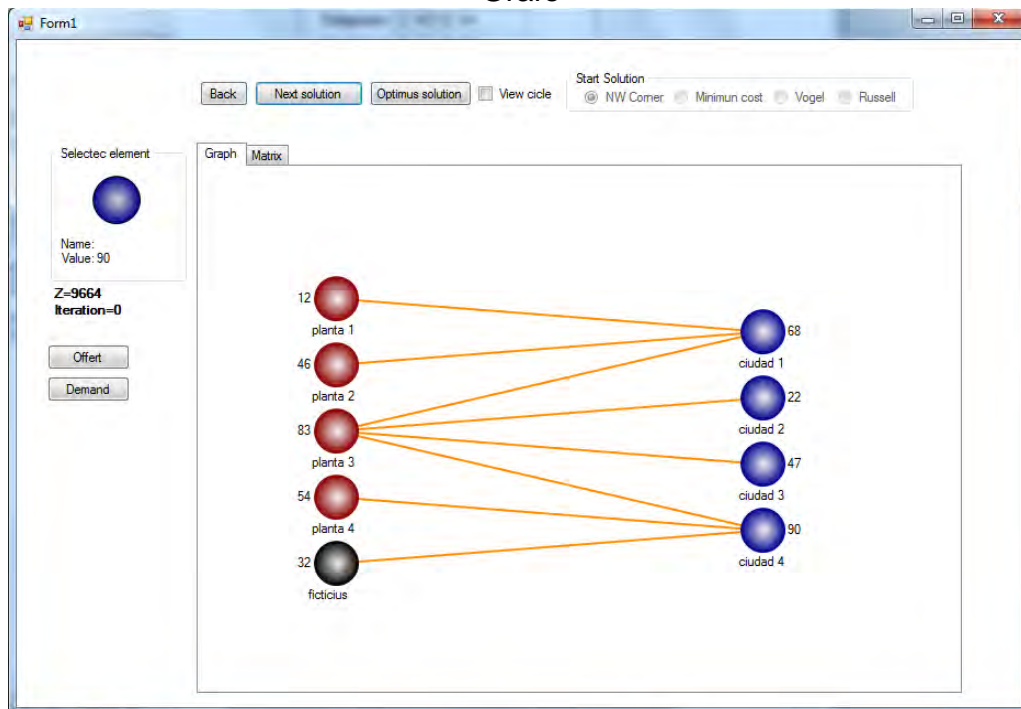 Form1
Start Solution
Back Next solution Optimus solution View cicle NW Corner Minimun cost Vogel Russell
Selectec element
Graph Matrix
Name:
Value: 90
Z=9664
Iteration=0
Offert
Demand
12
planta 1
68
ciudad 1
46
planta 2
22
ciudad 2
83
planta 3
47
ciudad 3
54
planta 4
90
ciudad 4
32
ficticius